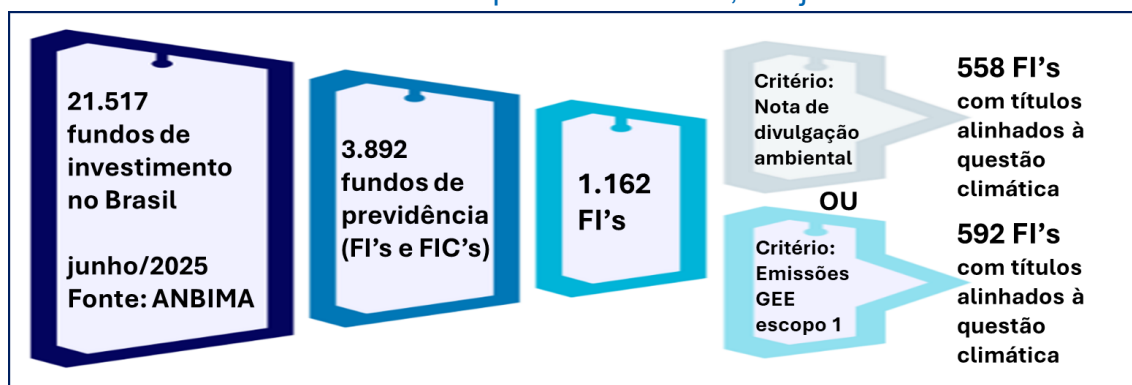 21.517
fundos de
investimento
no Brasil
junho/2025
Fonte: ANBIMA
3.892
fundos de
previdência
(FI’s e FIC’s)
1.162
FI’s
Critério:
Nota de
divulgação
ambiental
558 FI’s
com títulos
alinhados à
questão
climática
OU
Critério:
Emissões
GEE
escopo 1
592 FI’s
com títulos
alinhados à
questão
climática